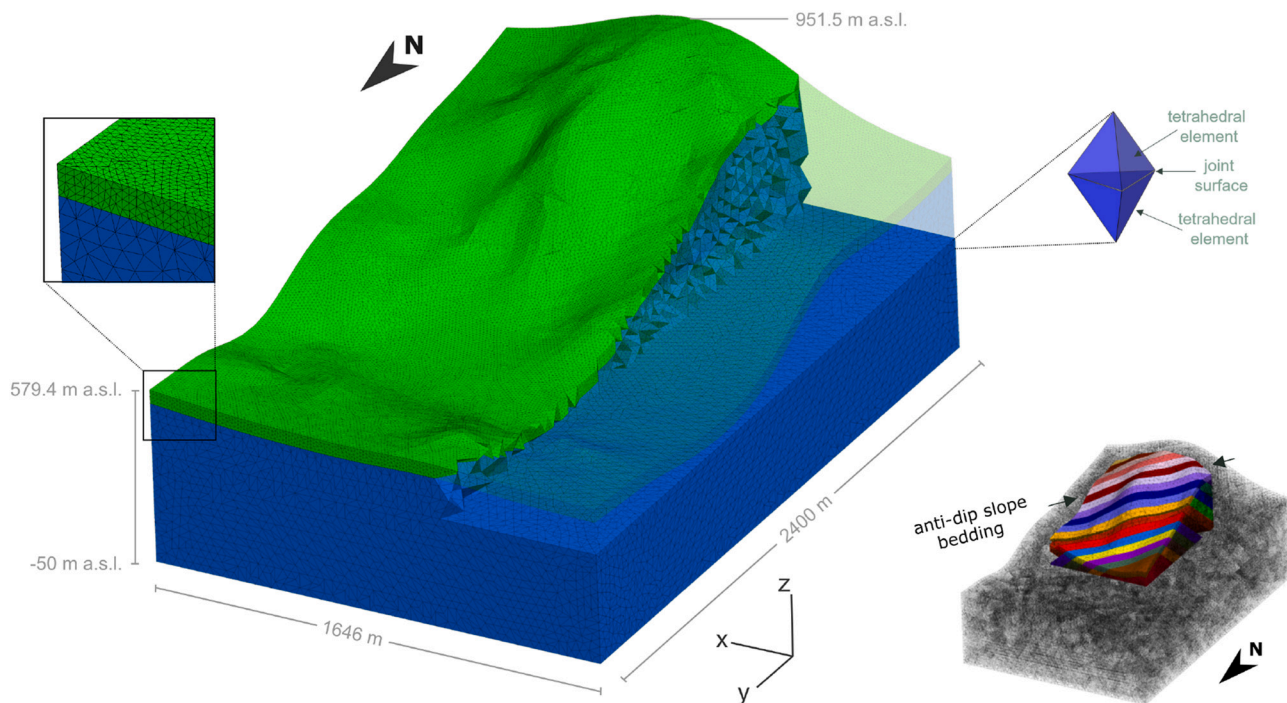 951.5 m a.s.l.
N
tetrahedral
element
joint
surface
tetrahedral
element
579.4 m a.s.l.
-50 m a.s.l.
1646 m
2400 m
z
x
y
anti-dip slope
bedding
N